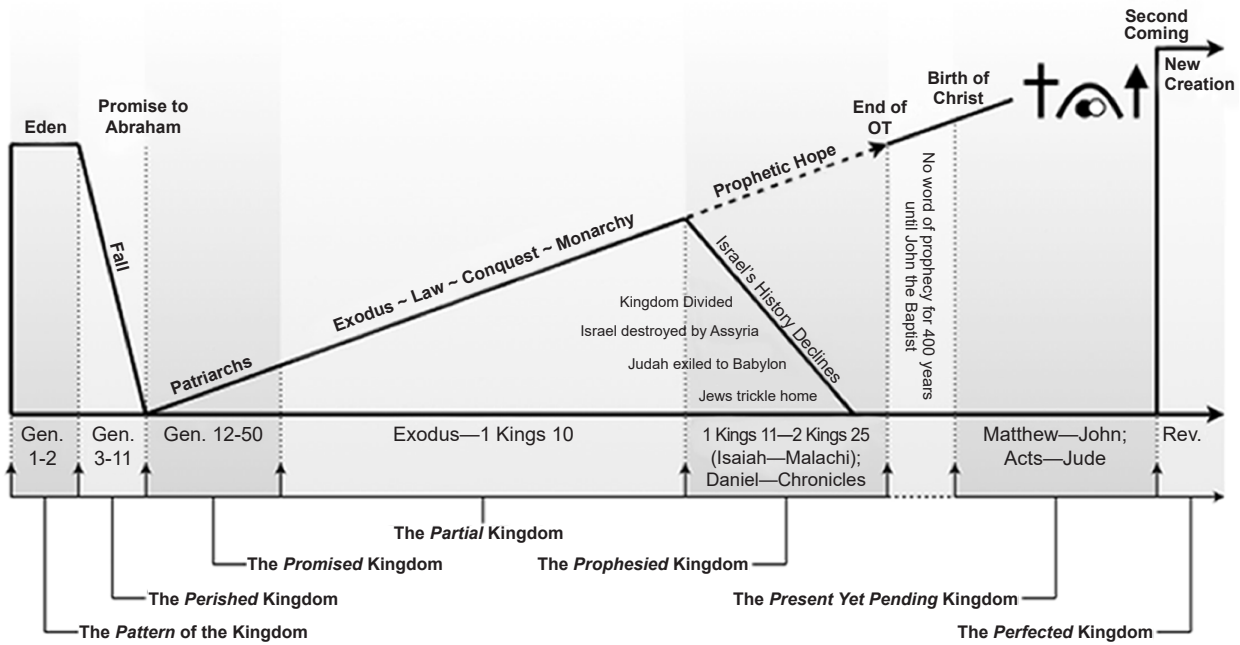 Second
Coming
New
Creation
Birth of
Christ
Promise to
Abraham
End of
OT
Eden
Prophetic Hope
No word of prophecy for 400 years
until John the Baptist
Fall
Exodus ~ Law ~ Conquest ~ Monarchy
Israel's History Declines
Kingdom Divided
Israel destroyed by Assyria
Judah exiled to Babylon
Jews trickle home
Patriarchs
Gen.
1-2
Gen.
3-11
Gen. 12-50
Exodus—1 Kings 10
1 Kings 11—2 Kings 25
(Isaiah—Malachi);
Daniel—Chronicles
Matthew—John;
Acts—Jude
Rev.
The Partial Kingdom
The Promised Kingdom
The Prophesied Kingdom
The Perished Kingdom
The Present Yet Pending Kingdom
The Pattern of the Kingdom
The Perfected Kingdom